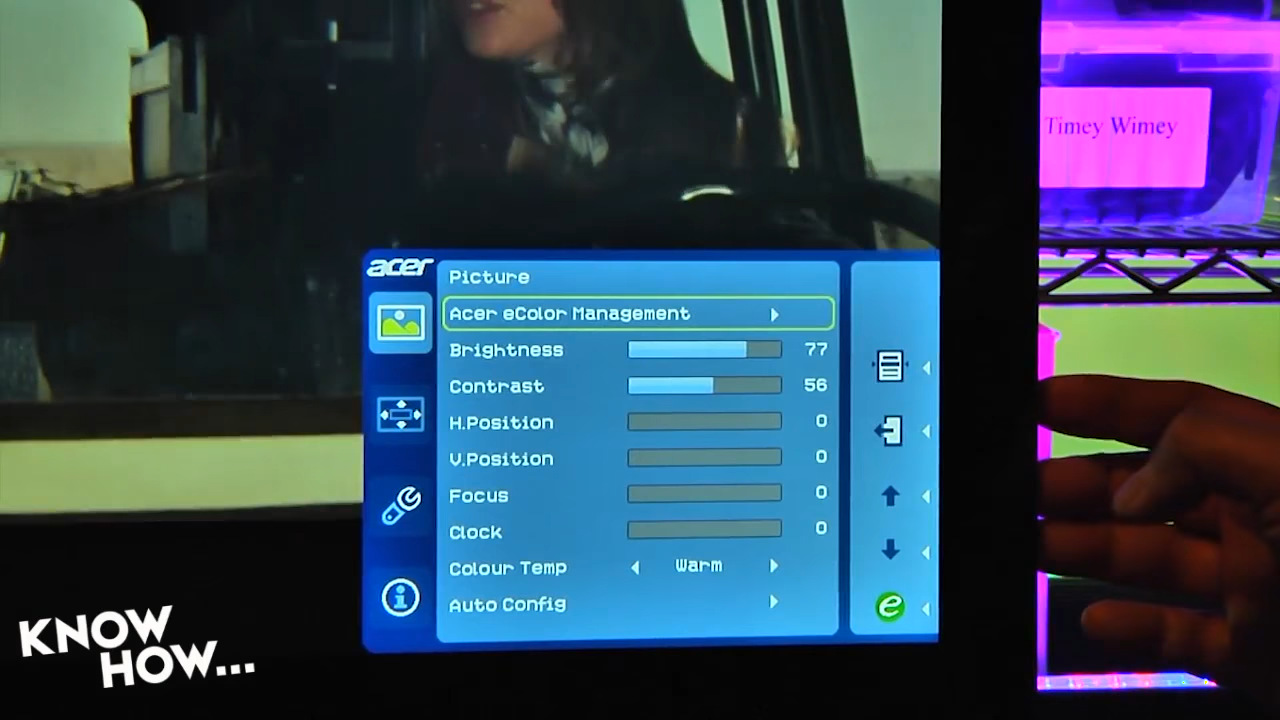 Timey Wimey
acer
Picture
Acer eColor Management
Brightness 77
Contrast 56
H.Position 0
V.Position 0
Focus 0
Clock 0
Colour Temp Warm
Auto Config
e
KNOW
HOW...